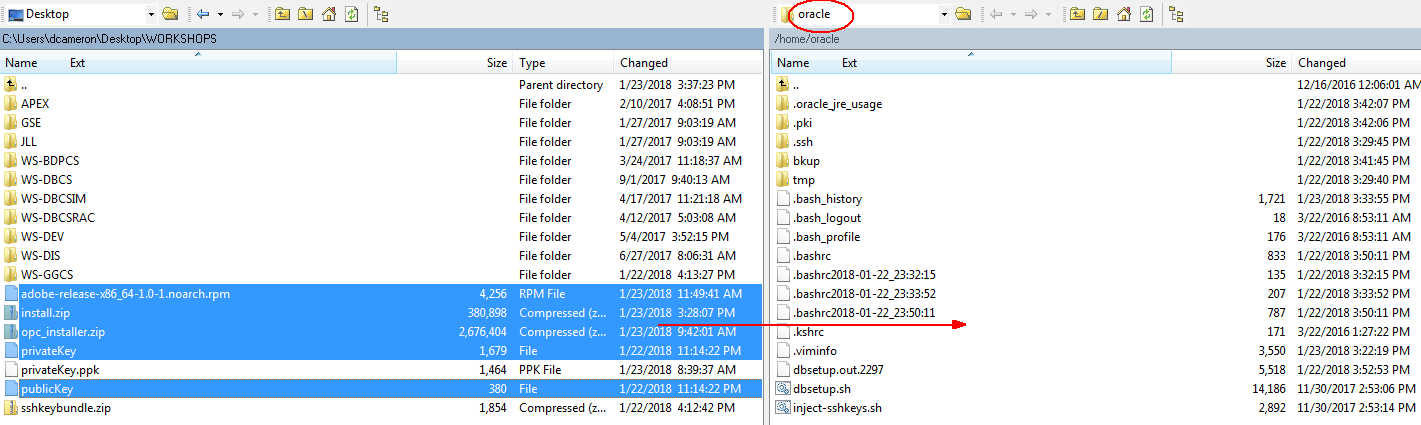 Desktop
oracle
C:\Users\dcameron\Desktop\WORKSHOPS
/home/oracle
Name Ext Size Type Changed
.. Parent directory 1/23/2018 3:37:23 PM
APEX File folder 2/10/2017 4:08:51 PM
GSE File folder 1/27/2017 9:03:19 AM
JLL File folder 1/27/2017 9:03:19 AM
WS-BDPCS File folder 3/24/2017 11:18:37 AM
WS-DBCS File folder 9/1/2017 9:40:13 AM
WS-DBCSIM File folder 4/17/2017 11:21:18 AM
WS-DBCSRAC File folder 4/12/2017 5:03:08 AM
WS-DEV File folder 5/4/2017 3:52:15 PM
WS-DIS File folder 6/27/2017 8:06:31 AM
WS-GGCS File folder 1/22/2018 4:13:27 PM
adobe-release-x86_64-1.0-1.noarch.rpm 4,256 RPM File 1/23/2018 11:49:41 AM
install.zip 380,898 Compressed (z... 1/23/2018 3:28:07 PM
opc_installer.zip 2,676,404 Compressed (z... 1/23/2018 9:42:01 AM
privateKey 1,679 File 1/22/2018 11:14:22 PM
privateKey.ppk 1,464 PPK File 1/23/2018 8:39:37 AM
publicKey 380 File 1/22/2018 11:14:22 PM
sshkeybundle.zip 1,854 Compressed (z... 1/22/2018 4:12:42 PM
Name Ext Size Changed
.. 12/16/2016 12:06:01 AM
.oracle_jre_usage 1/22/2018 3:42:07 PM
.pki 1/22/2018 3:42:06 PM
.ssh 1/22/2018 3:29:45 PM
bkup 1/22/2018 3:41:45 PM
tmp 1/22/2018 3:29:40 PM
.bash_history 1,721 1/23/2018 3:33:55 PM
.bash_logout 18 3/22/2016 8:53:11 AM
.bash_profile 176 3/22/2016 8:53:11 AM
.bashrc 833 1/22/2018 3:50:11 PM
.bashrc2018-01-22_23:32:15 135 1/22/2018 3:32:15 PM
.bashrc2018-01-22_23:33:52 207 1/22/2018 3:33:52 PM
.bashrc2018-01-22_23:50:11 787 1/22/2018 3:50:11 PM
.kshrc 171 3/22/2016 1:27:22 PM
.viminfo 3,550 1/23/2018 3:22:19 PM
dbsetup.out.2297 5,518 1/22/2018 3:52:53 PM
dbsetup.sh 14,186 11/30/2017 2:53:06 PM
inject-sshkeys.sh 2,892 11/30/2017 2:53:14 PM